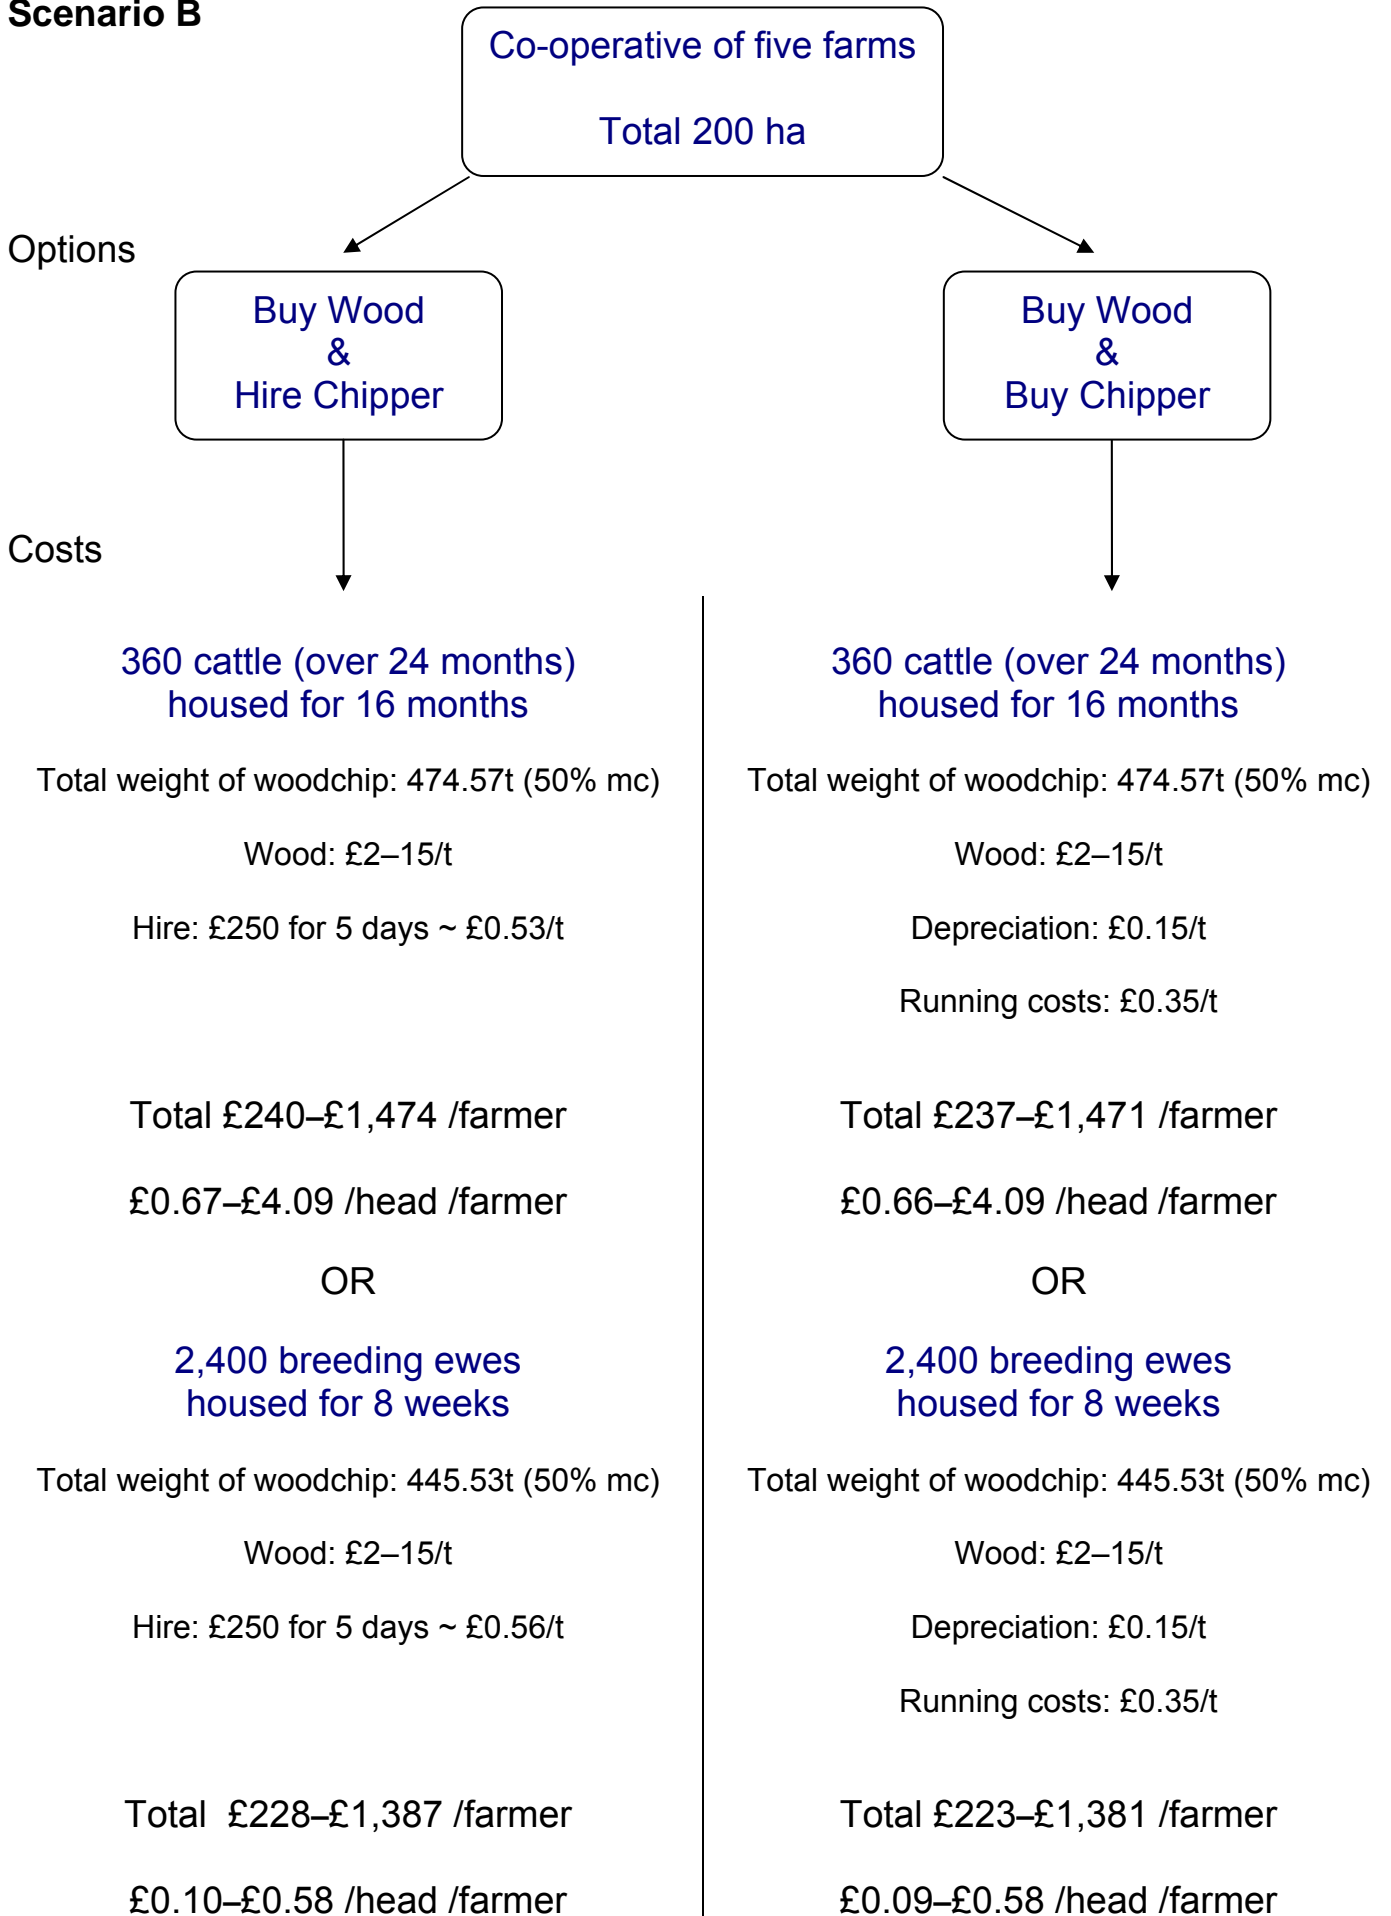 Scenario B
Co-operative of five farms
Total 200 ha
Options
Buy Wood
&
Hire Chipper
Buy Wood
&
Buy Chipper
Costs
360 cattle (over 24 months)
housed for 16 months
Total weight of woodchip: 474.57t (50% mc)
Wood: £2–15/t
Hire: £250 for 5 days ~ £0.53/t
Total £240–£1,474 /farmer
£0.67–£4.09 /head /farmer
OR
2,400 breeding ewes
housed for 8 weeks
Total weight of woodchip: 445.53t (50% mc)
Wood: £2–15/t
Hire: £250 for 5 days ~ £0.56/t
Total £228–£1,387 /farmer
£0.10–£0.58 /head /farmer
360 cattle (over 24 months)
housed for 16 months
Total weight of woodchip: 474.57t (50% mc)
Wood: £2–15/t
Depreciation: £0.15/t
Running costs: £0.35/t
Total £237–£1,471 /farmer
£0.66–£4.09 /head /farmer
OR
2,400 breeding ewes
housed for 8 weeks
Total weight of woodchip: 445.53t (50% mc)
Wood: £2–15/t
Depreciation: £0.15/t
Running costs: £0.35/t
Total £223–£1,381 /farmer
£0.09–£0.58 /head /farmer